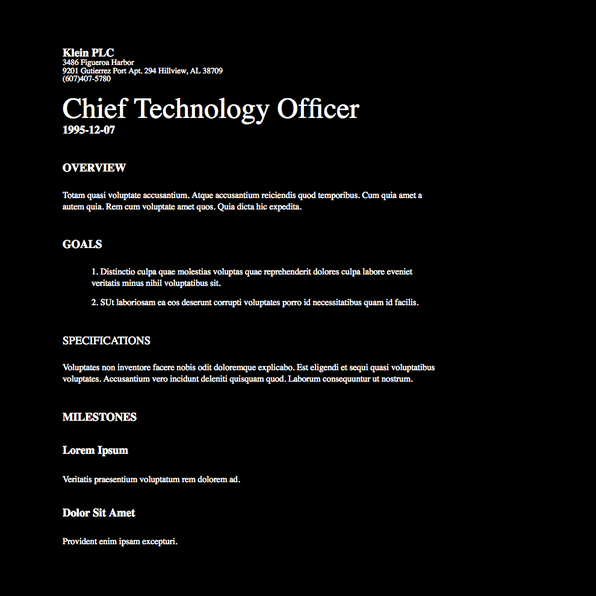 Klein PLC
3486 Figueroa Harbor
9201 Gutierrez Port Apt. 294 Hillview, AL 38709
(607)407-5780
Chief Technology Officer
1995-12-07
OVERVIEW
Totam quasi voluptate accusantium. Atque accusantium reiciendis quod temporibus. Cum quia amet a
autem quia. Rem cum voluptate amet quos. Quia dicta hic expedita.
GOALS
1. Distinctio culpa quae molestias voluptas quae reprehenderit dolores culpa labore eveniet
veritatis minus nihil voluptatibus sit.
2. SUt laboriosam ea eos deserunt corrupti voluptates porro id necessitatibus quam id facilis.
SPECIFICATIONS
Voluptates non inventore facere nobis odit doloremque explicabo. Est eligendi et sequi quasi voluptatibus
voluptates. Accusantium vero incidunt deleniti quisquam quod. Laborum consequuntur ut nostrum.
MILESTONES
Lorem Ipsum
Veritatis praesentium voluptatum rem dolorem ad.
Dolor Sit Amet
Provident enim ipsam excepturi.